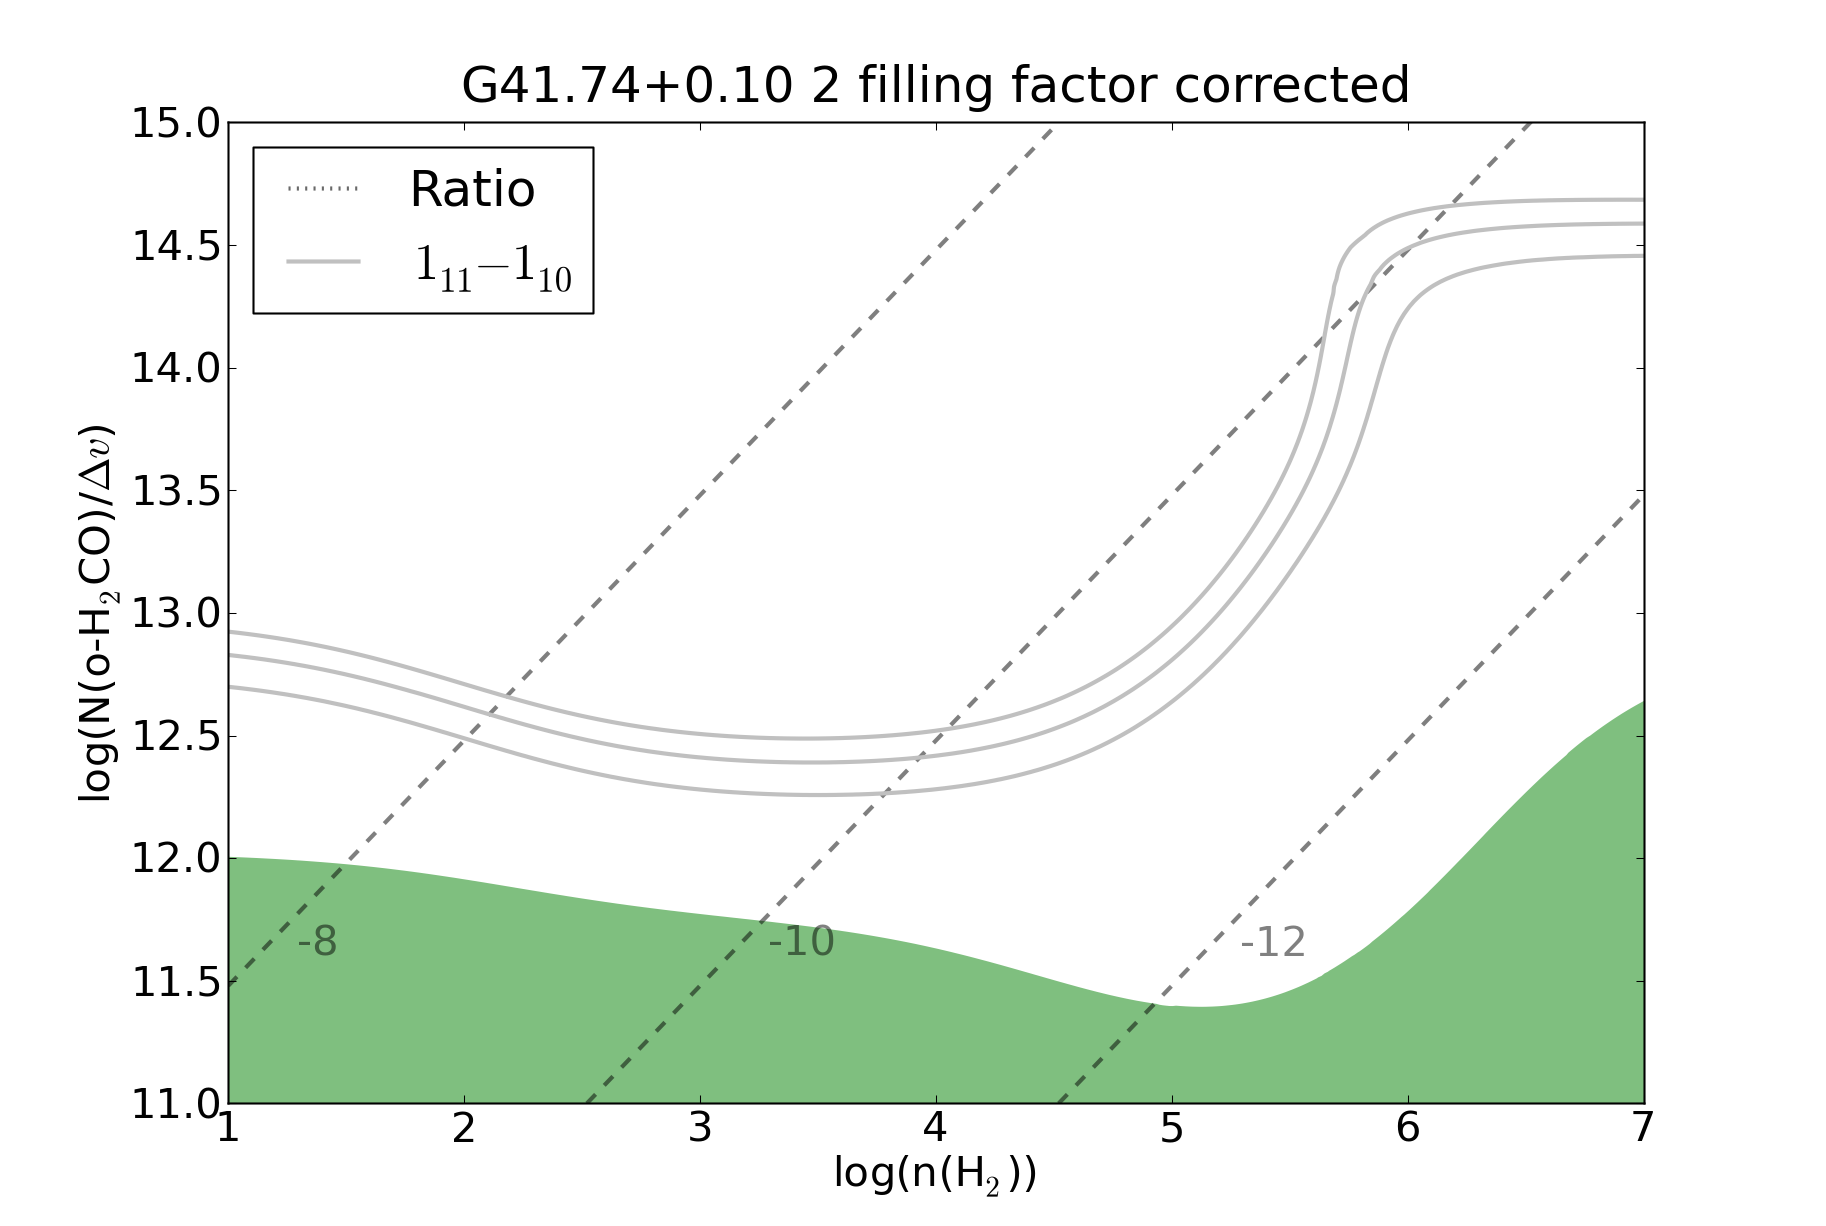 G41.74+0.10 2 filling factor corrected
15.0
14.5
14.0
13.5
13.0
12.5
12.0
11.5
11.0
log(N(o-H₂CO)/Δv)
Ratio
1₁₁−1₁₀
-8
-10
-12
1 2 3 4 5 6 7
log(n(H₂))